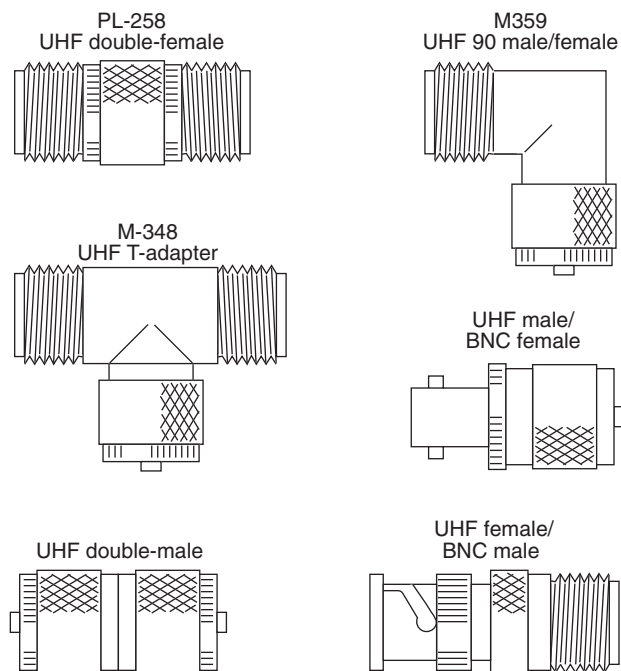 PL-258
UHF double-female
M359
UHF 90 male/female
M-348
UHF T-adapter
UHF male/
BNC female
UHF double-male
UHF female/
BNC male